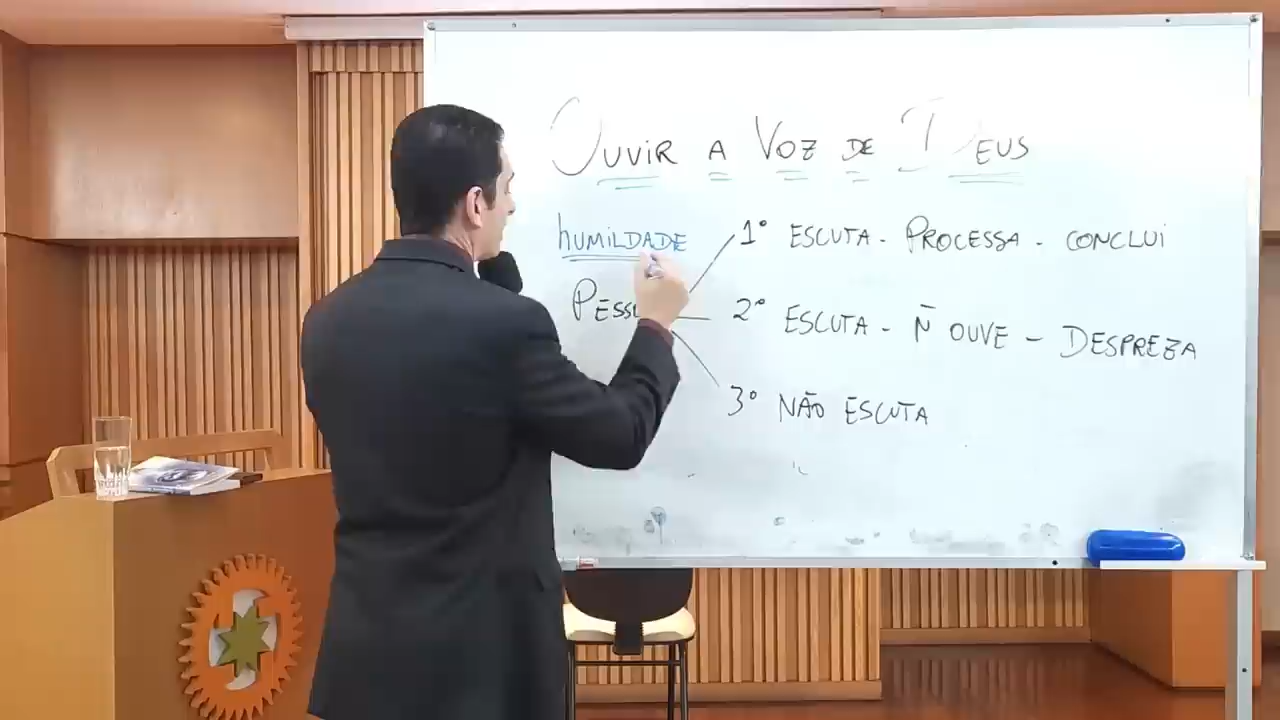 OUVIR A VOZ DE DEUS
hUMILDADE
1° ESCUTA - PROCESSA - CONCLUI
2° ESCUTA - Ñ OUVE - DESPREZA
3° NÃO ESCUTA